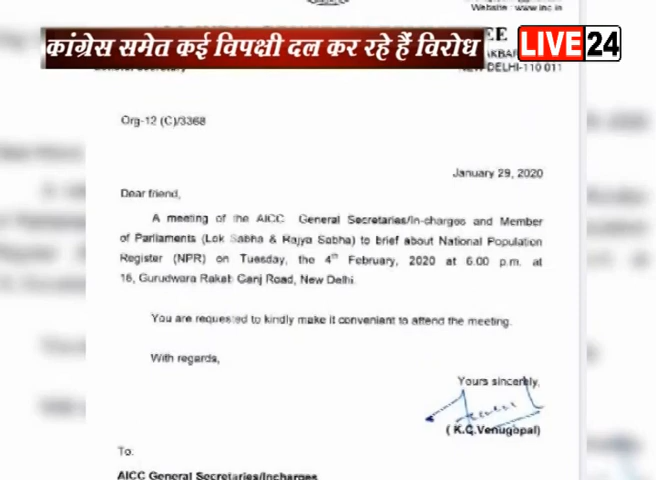 Website : www.inc.in
कांग्रेस समेत कई विपक्षी दल कर रहे हैं विरोध
LIVE24
DELHI-110 011
Org-12 (C)/3368
January 29, 2020
Dear friend,
A meeting of the AICC General Secretaries/in-charges and Member
of Parliaments (Lok Sabha & Rajya Sabha) to brief about National Population
Register (NPR) on Tuesday, the 4th February, 2020 at 6.00 p.m. at
16, Gurudwara Rakab Ganj Road, New Delhi.
You are requested to kindly make it convenient to attend the meeting.
With regards,
Yours sincerely,
( K.C.Venugopal)
To:
AICC General Secretaries/Incharges